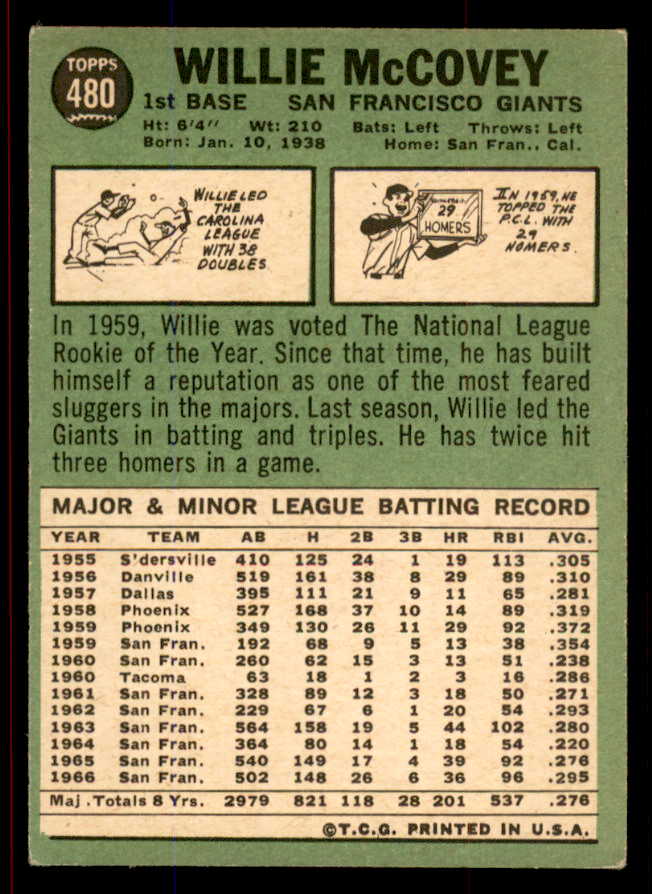 TOPPS
480
WILLIE McCOVEY
1st BASE SAN FRANCISCO GIANTS
Ht: 6'4" Wt: 210 Bats: Left Throws: Left
Born: Jan. 10, 1938 Home: San Fran., Cal.
WILLIE LED
THE
CAROLINA
LEAGUE
WITH 38
DOUBLES
29
HOMERS
IN 1959, HE
TOPPED THE
P.C.L. WITH
29
HOMERS.
In 1959, Willie was voted The National League
Rookie of the Year. Since that time, he has built
himself a reputation as one of the most feared
sluggers in the majors. Last season, Willie led the
Giants in batting and triples. He has twice hit
three homers in a game.
MAJOR & MINOR LEAGUE BATTING RECORD
YEAR TEAM AB H 2B 3B HR RBI AVG.
1955 S'dersville 410 125 24 1 19 113 .305
1956 Danville 519 161 38 8 29 89 .310
1957 Dallas 395 111 21 9 11 65 .281
1958 Phoenix 527 168 37 10 14 89 .319
1959 Phoenix 349 130 26 11 29 92 .372
1959 San Fran. 192 68 9 5 13 38 .354
1960 San Fran. 260 62 15 3 13 51 .238
1960 Tacoma 63 18 1 2 3 16 .286
1961 San Fran. 328 89 12 3 18 50 .271
1962 San Fran. 229 67 6 1 20 54 .293
1963 San Fran. 564 158 19 5 44 102 .280
1964 San Fran. 364 80 14 1 18 54 .220
1965 San Fran. 540 149 17 4 39 92 .276
1966 San Fran. 502 148 26 6 36 96 .295
Maj. Totals 8 Yrs. 2979 821 118 28 201 537 .276
©T.C.G. PRINTED IN U.S.A.